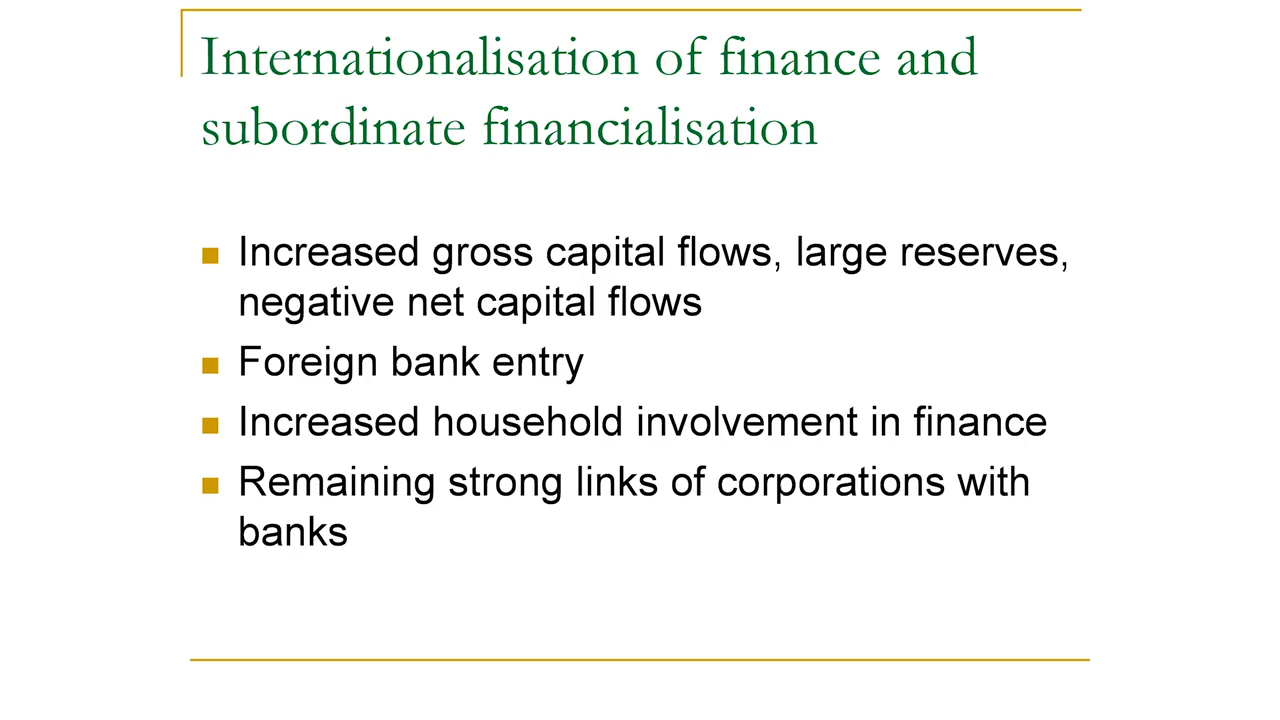 Internationalisation of finance and
subordinate financialisation
Increased gross capital flows, large reserves,
negative net capital flows
Foreign bank entry
Increased household involvement in finance
Remaining strong links of corporations with
banks